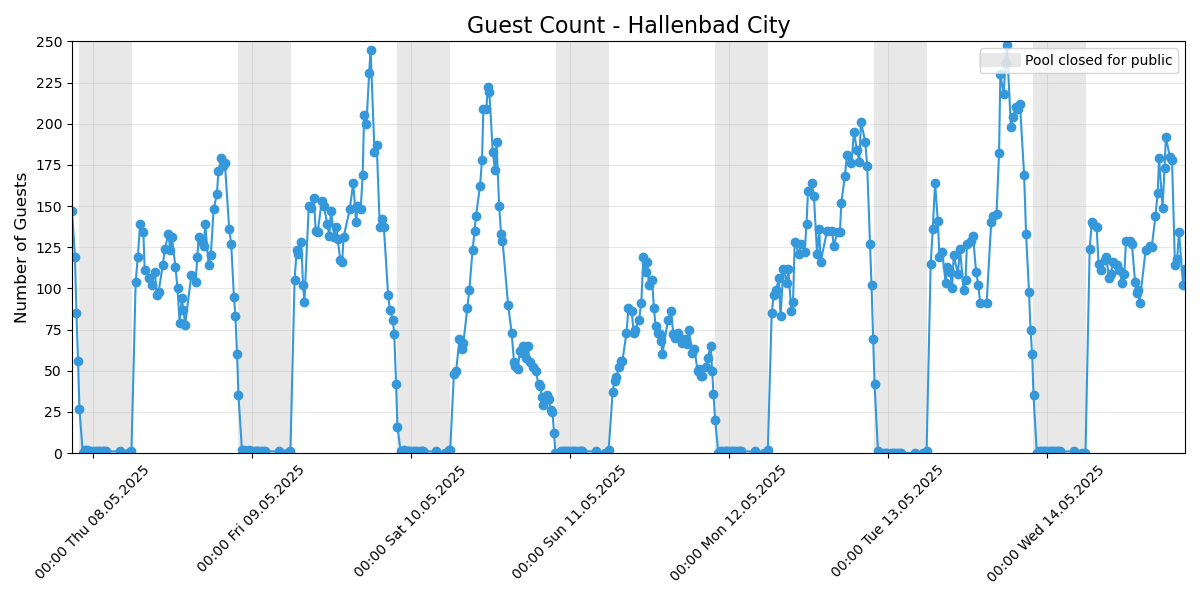 Guest Count - Hallenbad City
Number of Guests
250
225
200
175
150
125
100
75
50
25
0
Pool closed for public
00:00 Thu 08.05.2025
00:00 Fri 09.05.2025
00:00 Sat 10.05.2025
00:00 Sun 11.05.2025
00:00 Mon 12.05.2025
00:00 Tue 13.05.2025
00:00 Wed 14.05.2025